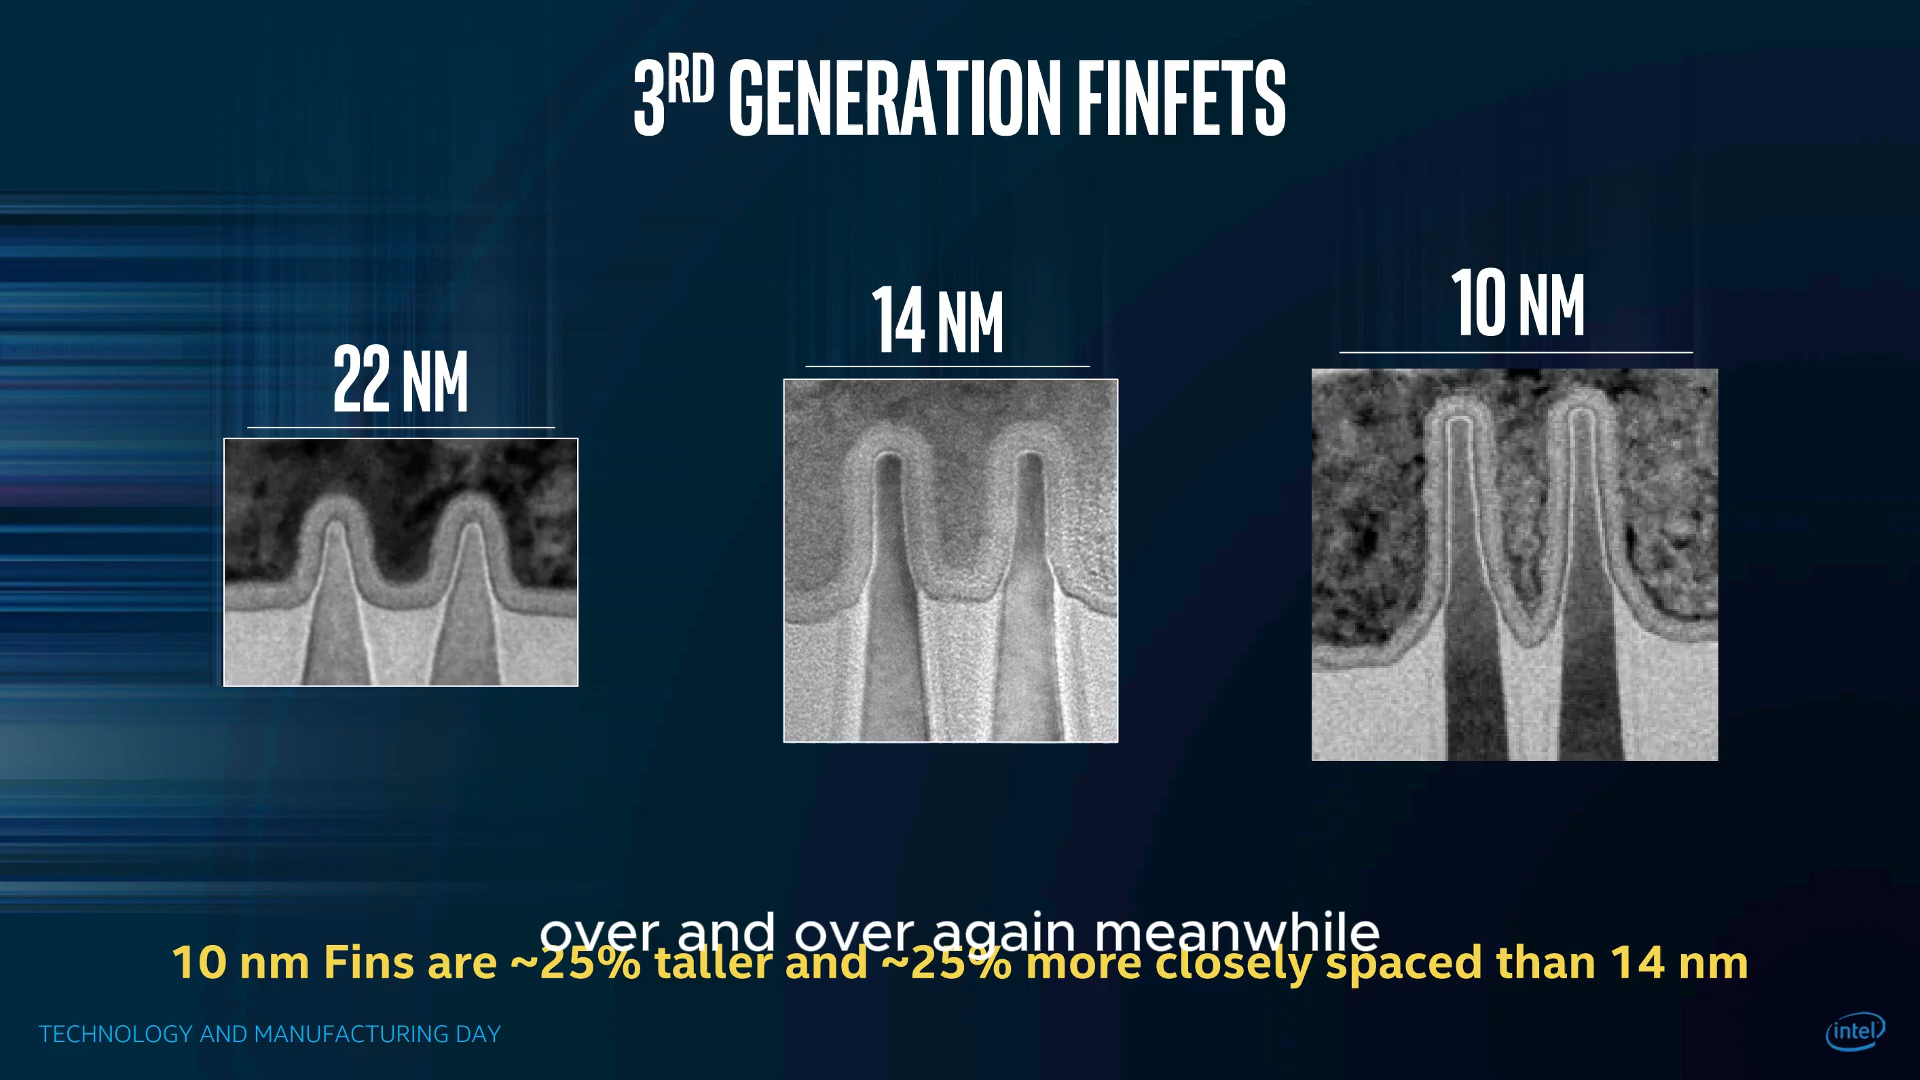 3RD GENERATION FINFETS
22 NM
14 NM
10 NM
over and over again meanwhile
10 nm Fins are ~25% taller and ~25% more closely spaced than 14 nm
TECHNOLOGY AND MANUFACTURING DAY
intel